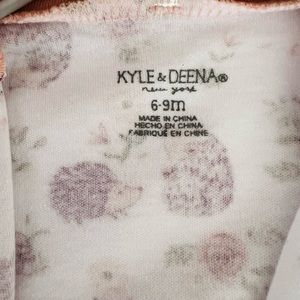 KYLE & DEENA®
new york
6-9m
MADE IN CHINA
HECHO EN CHINA
FABRIQUÉ EN CHINE